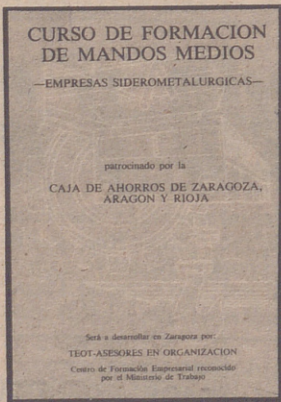 CURSO DE FORMACION
DE MANDOS MEDIOS
—EMPRESAS SIDEROMETALURGICAS—
patrocinado por la
CAJA DE AHORROS DE ZARAGOZA,
ARAGON Y RIOJA
Será a desarrollar en Zaragoza por:
TEOT-ASESORES EN ORGANIZACION
Centro de Formación Empresarial reconocido
por el Ministerio de Trabajo